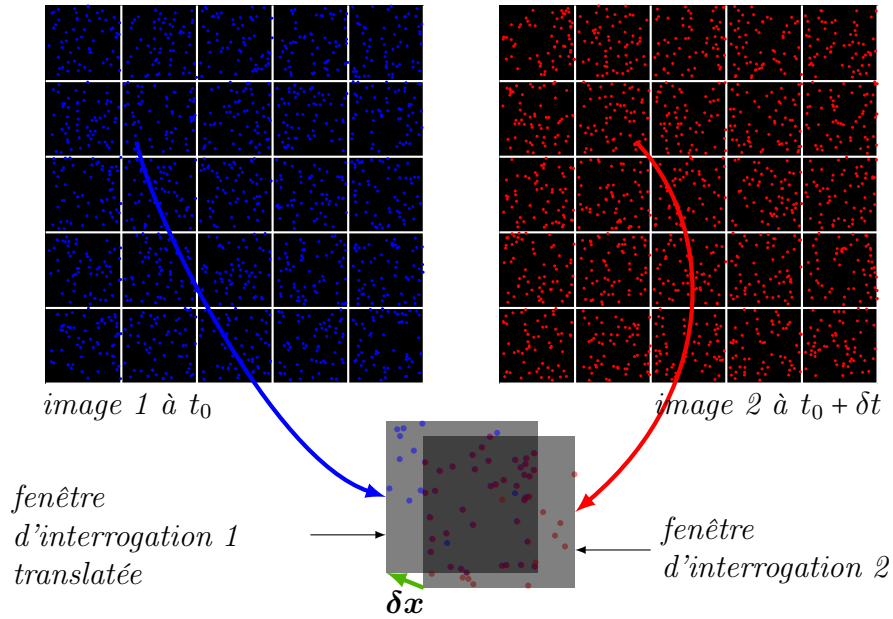 image 1 à t₀
image 2 à t₀ + δt
fenêtre
d'interrogation 1
translatée
fenêtre
d'interrogation 2
δx